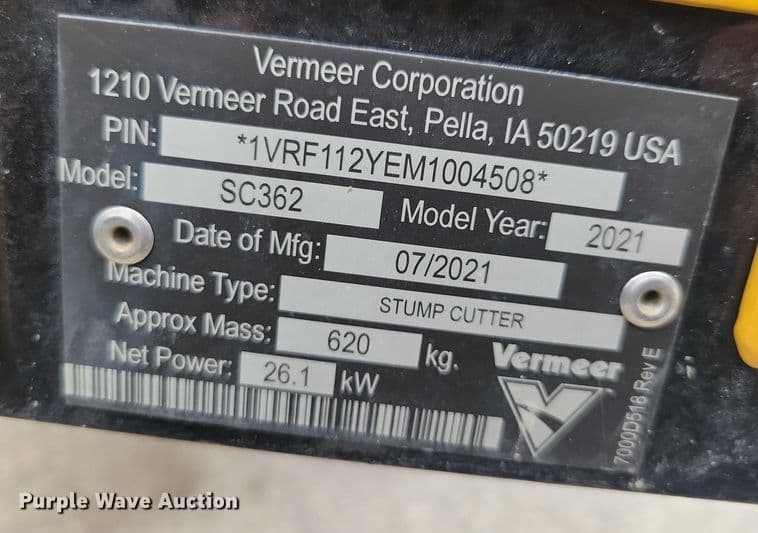 Vermeer Corporation
1210 Vermeer Road East, Pella, IA 50219 USA
PIN: *1VRF112YEM1004508*
Model: SC362 Model Year: 2021
Date of Mfg: 07/2021
Machine Type: STUMP CUTTER
Approx Mass: 620 kg.
Net Power: 26.1 kW
Vermeer
7000D518 Rev E
Purple Wave Auction